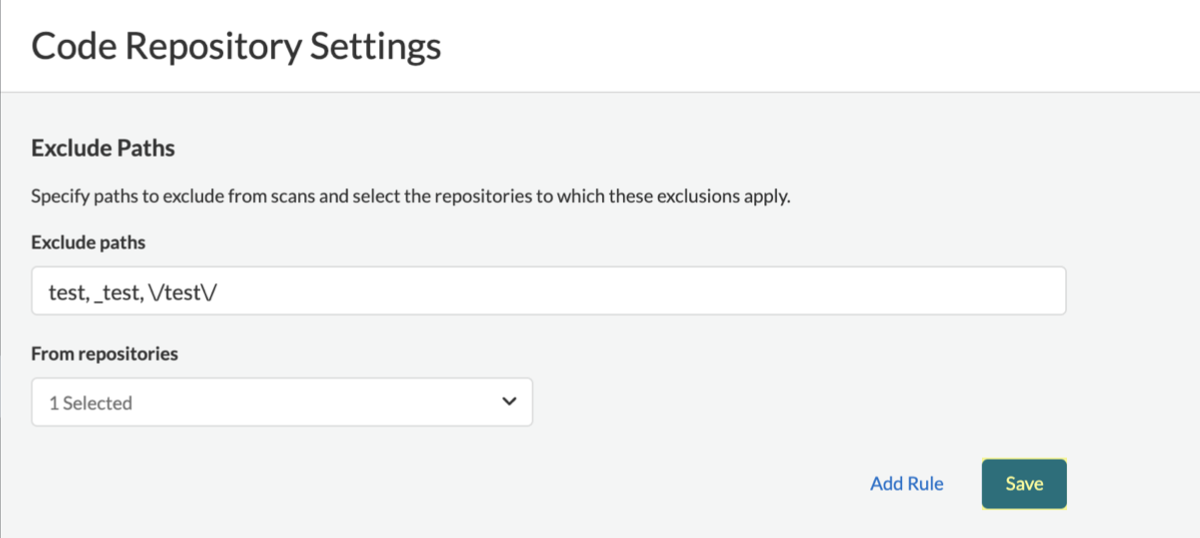 Code Repository Settings
Exclude Paths
Specify paths to exclude from scans and select the repositories to which these exclusions apply.
Exclude paths
test, _test, \/test\/
From repositories
1 Selected
Add Rule
Save